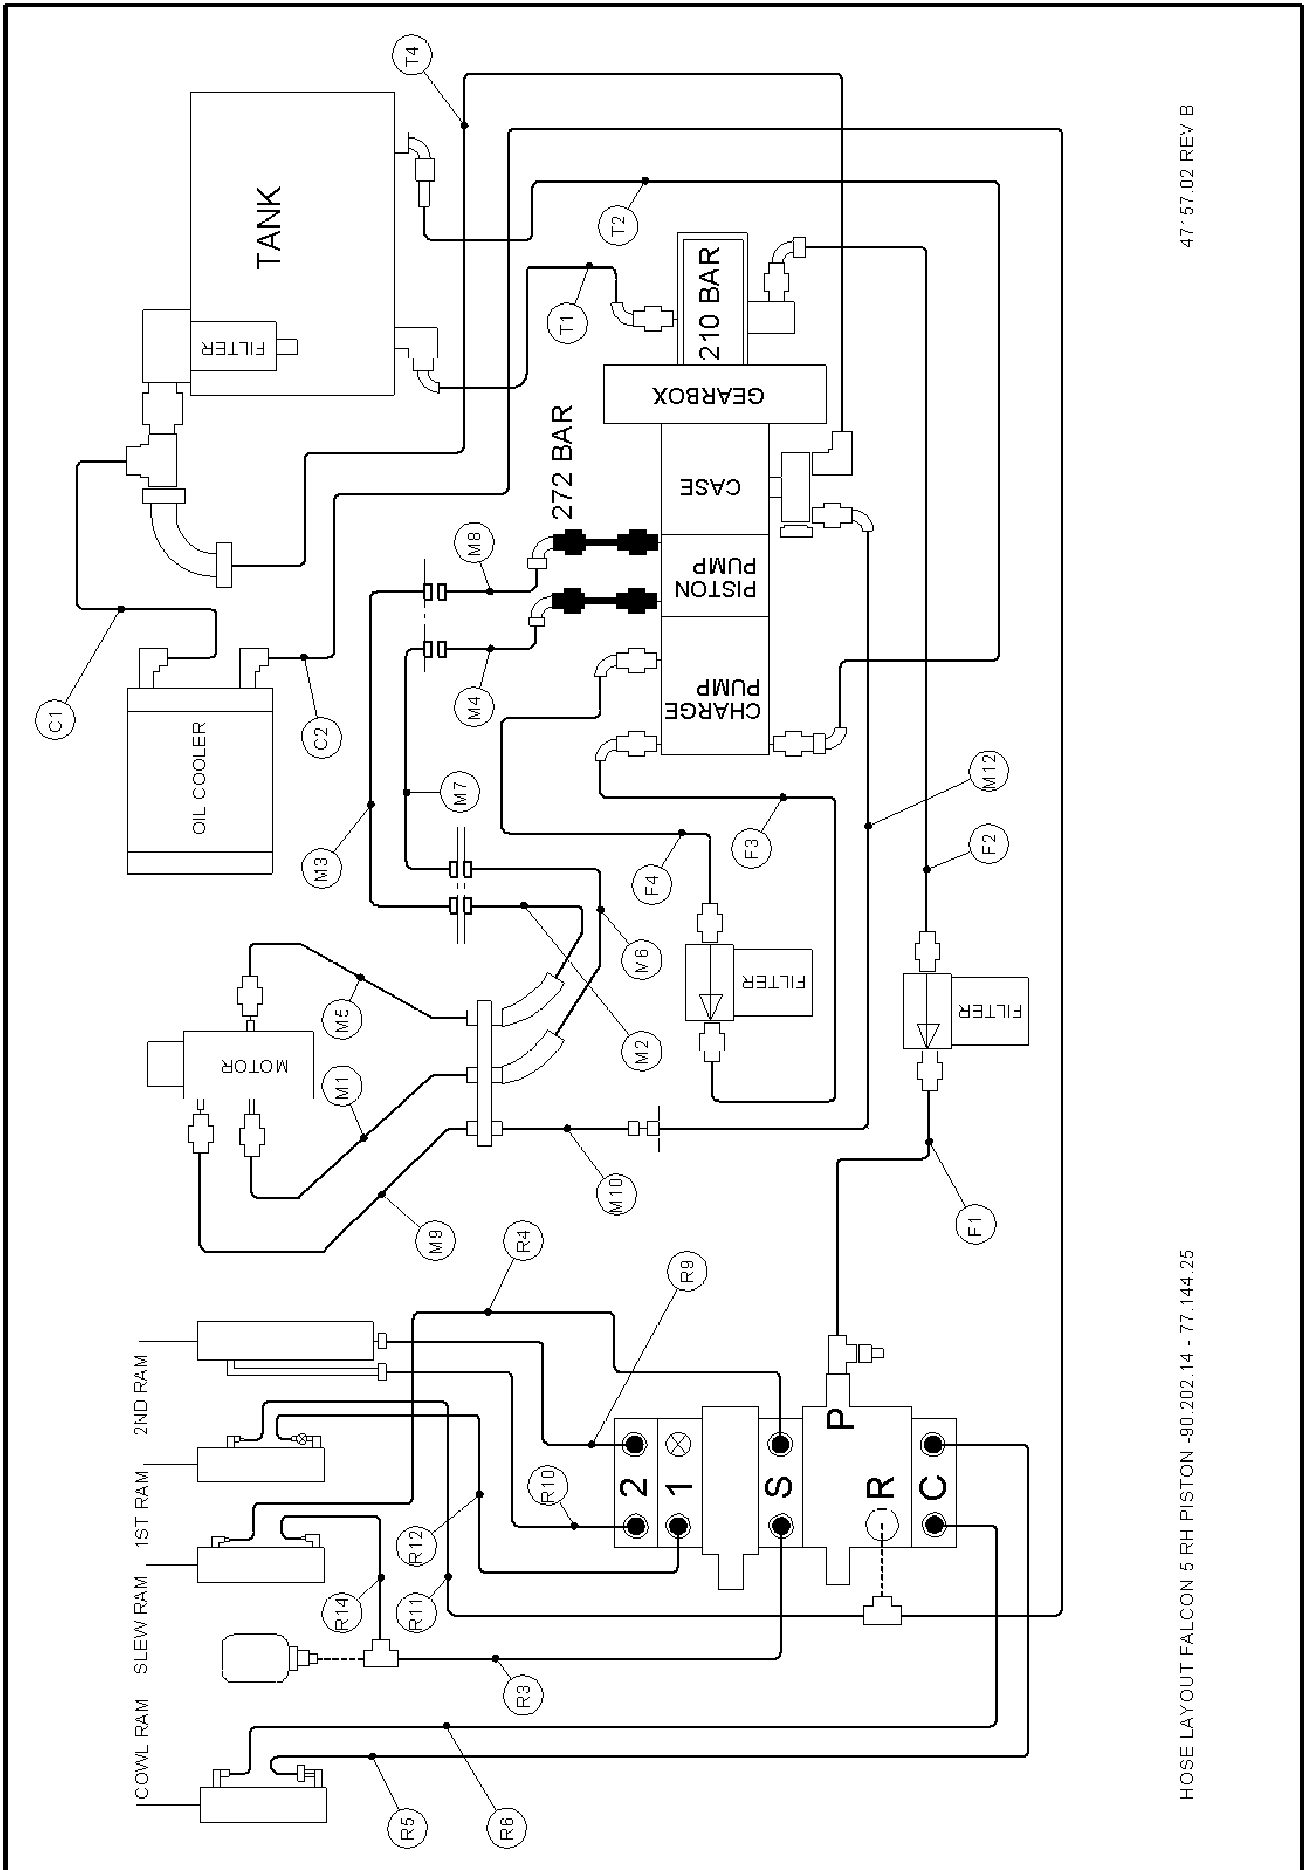 T4
TANK
FILTER
T2
T1
210 BAR
GEARBOX
272 BAR
CASE
PISTON
PUMP
CHARGE
PUMP
M8
M4
C1
OIL COOLER
C2
M7
M3
M12
F2
F3
F4
M6
M2
FILTER
FILTER
M5
MOTOR
M1
M10
M9
F1
R4
R9
2ND RAM
1ST RAM
SLEW RAM
COWL RAM
R10
R12
R11
R14
R3
R5
R6
2
1
S
P
R
C
HOSE LAYOUT FALCON 5 RH PISTON -90.202.14 - 77.144.25
47157.02 REV B